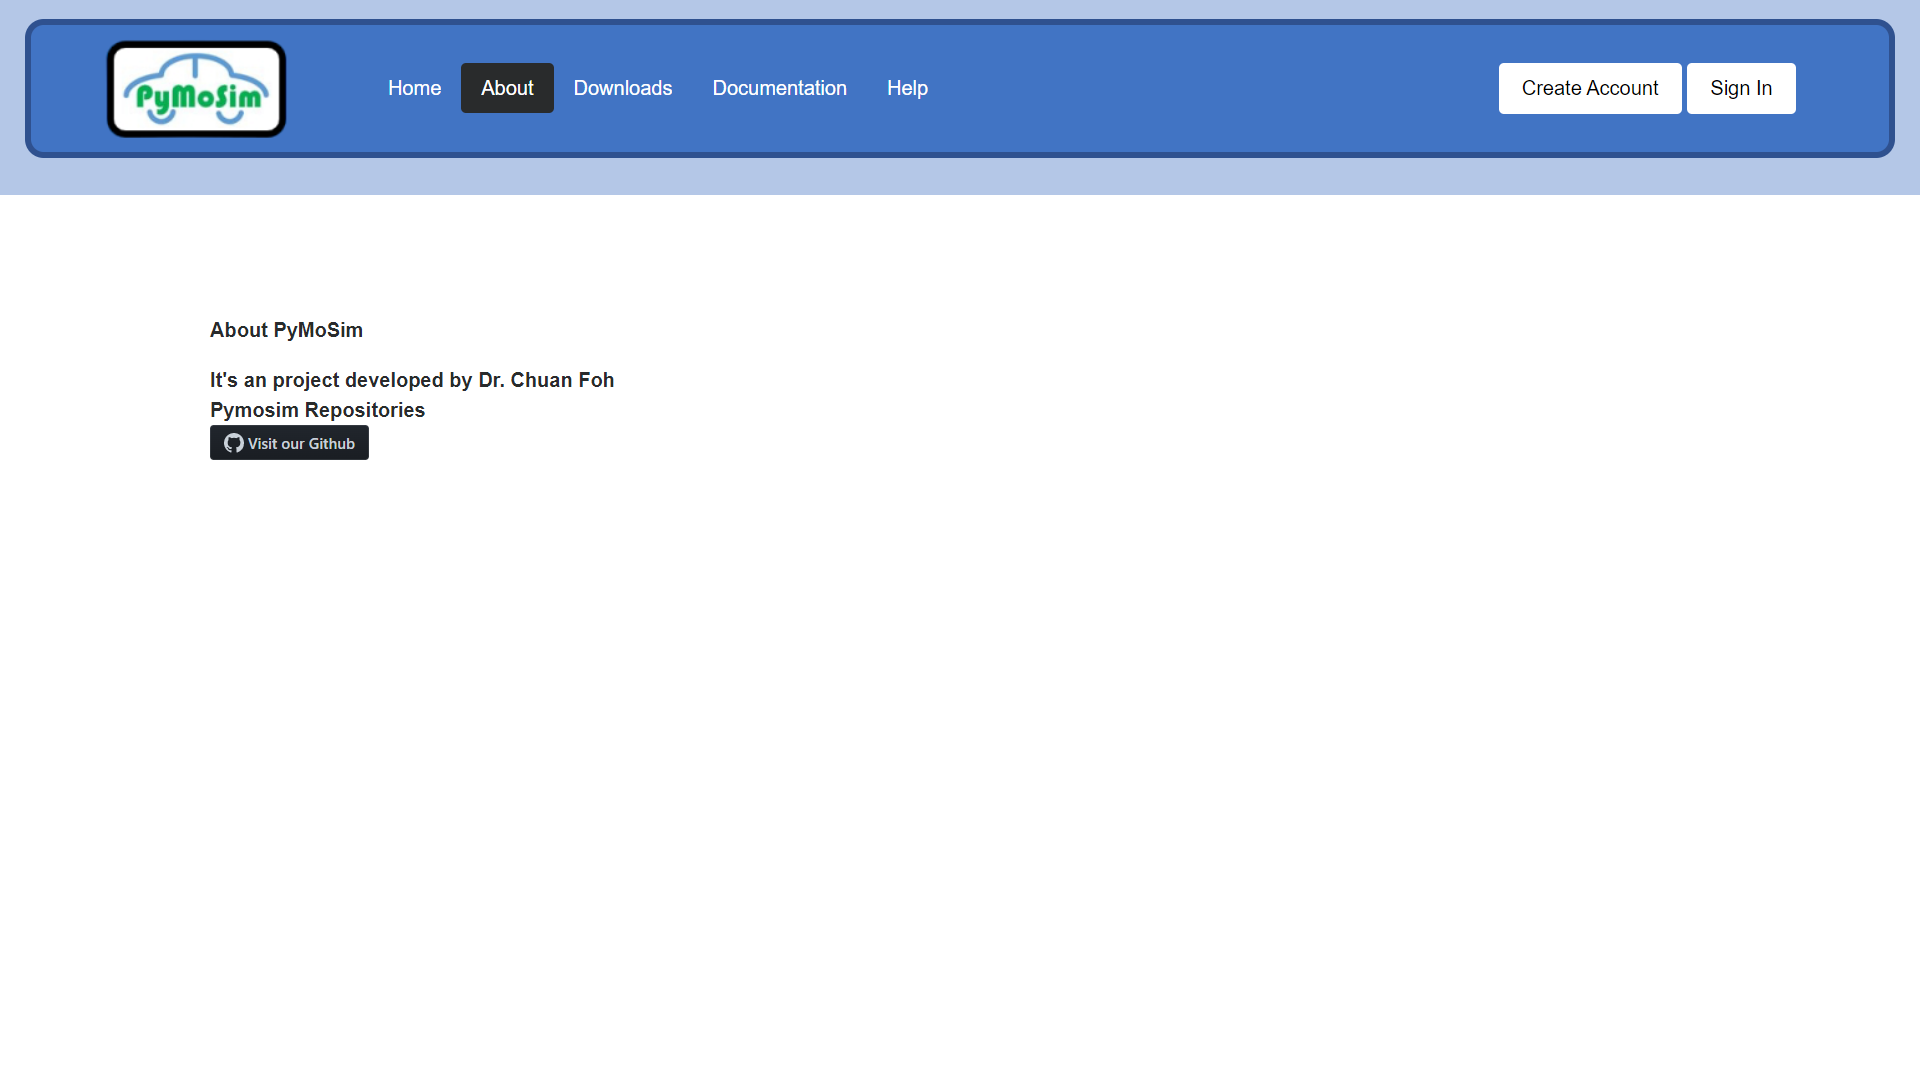 PyMoSim
Home About Downloads Documentation Help Create Account Sign In
About PyMoSim
It's an project developed by Dr. Chuan Foh
Pymosim Repositories
Visit our Github